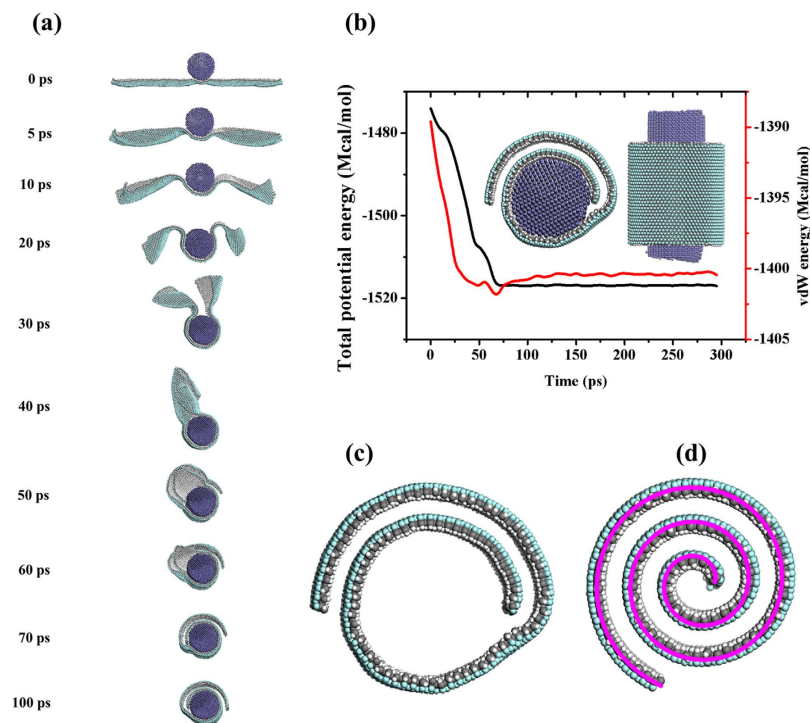 (a)
0 ps
5 ps
10 ps
20 ps
30 ps
40 ps
50 ps
60 ps
70 ps
100 ps
(b)
Total potential energy (Mcal/mol)
-1480
-1500
-1520
0 50 100 150 200 250 300
Time (ps)
-1390
-1395
-1400
-1405
vdW energy (Mcal/mol)
(c)
(d)